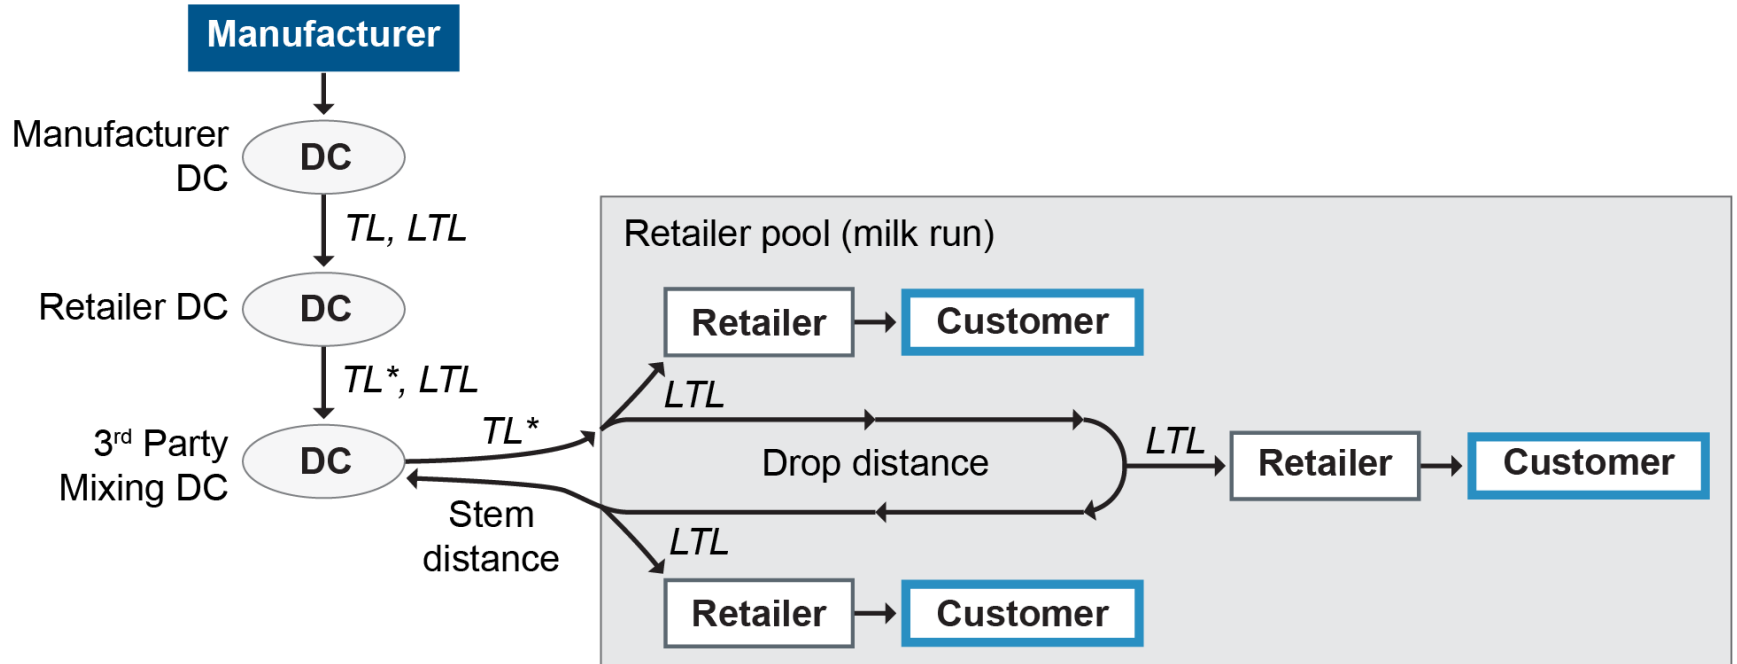 Manufacturer
Manufacturer
DC
DC
TL, LTL
Retailer DC
DC
TL*, LTL
3rd Party
Mixing DC
DC
TL*
Stem
distance
Retailer pool (milk run)
Retailer
Customer
LTL
Drop distance
LTL
Retailer
Customer
LTL
Retailer
Customer